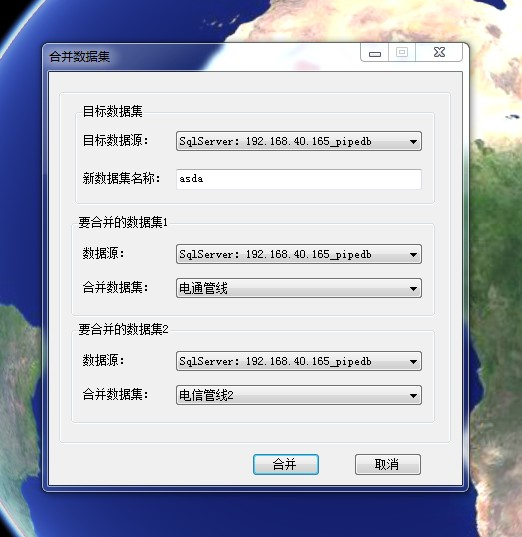 合并数据集
目标数据集
目标数据源: SqlServer: 192.168.40.165_pipedb
新数据集名称: asda
要合并的数据集1
数据源: SqlServer: 192.168.40.165_pipedb
合并数据集: 电通管线
要合并的数据集2
数据源: SqlServer: 192.168.40.165_pipedb
合并数据集: 电信管线2
合并 取消